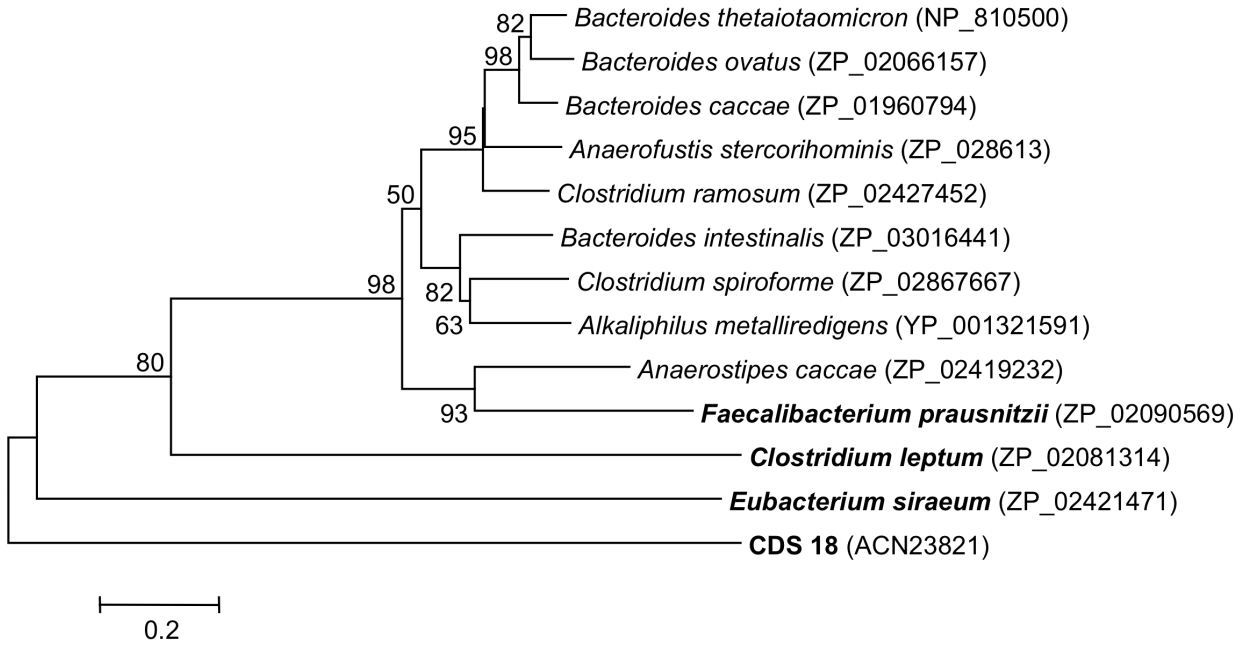 82
Bacteroides thetaiotaomicron (NP_810500)
98
Bacteroides ovatus (ZP_02066157)
Bacteroides caccae (ZP_01960794)
95
Anaerofustis stercorihominis (ZP_028613)
50
Clostridium ramosum (ZP_02427452)
Bacteroides intestinalis (ZP_03016441)
98
Clostridium spiroforme (ZP_02867667)
82
63
Alkaliphilus metalliredigens (YP_001321591)
80
Anaerostipes caccae (ZP_02419232)
93
Faecalibacterium prausnitzii (ZP_02090569)
Clostridium leptum (ZP_02081314)
Eubacterium siraeum (ZP_02421471)
CDS 18 (ACN23821)
0.2